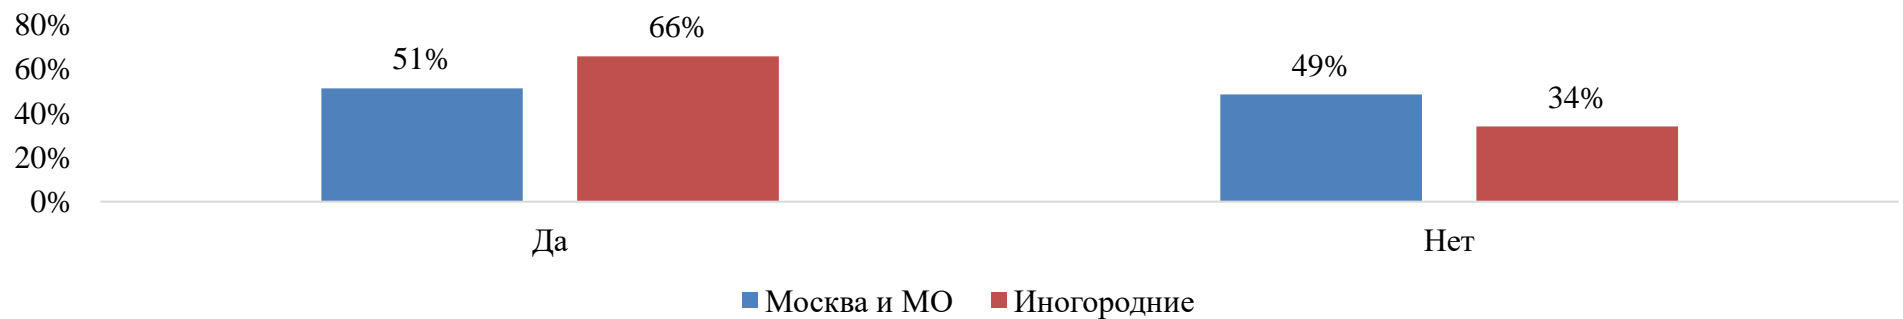 80%
60%
40%
20%
0%
51%
66%
49%
34%
Да
Нет
Москва и МО
Иногородние